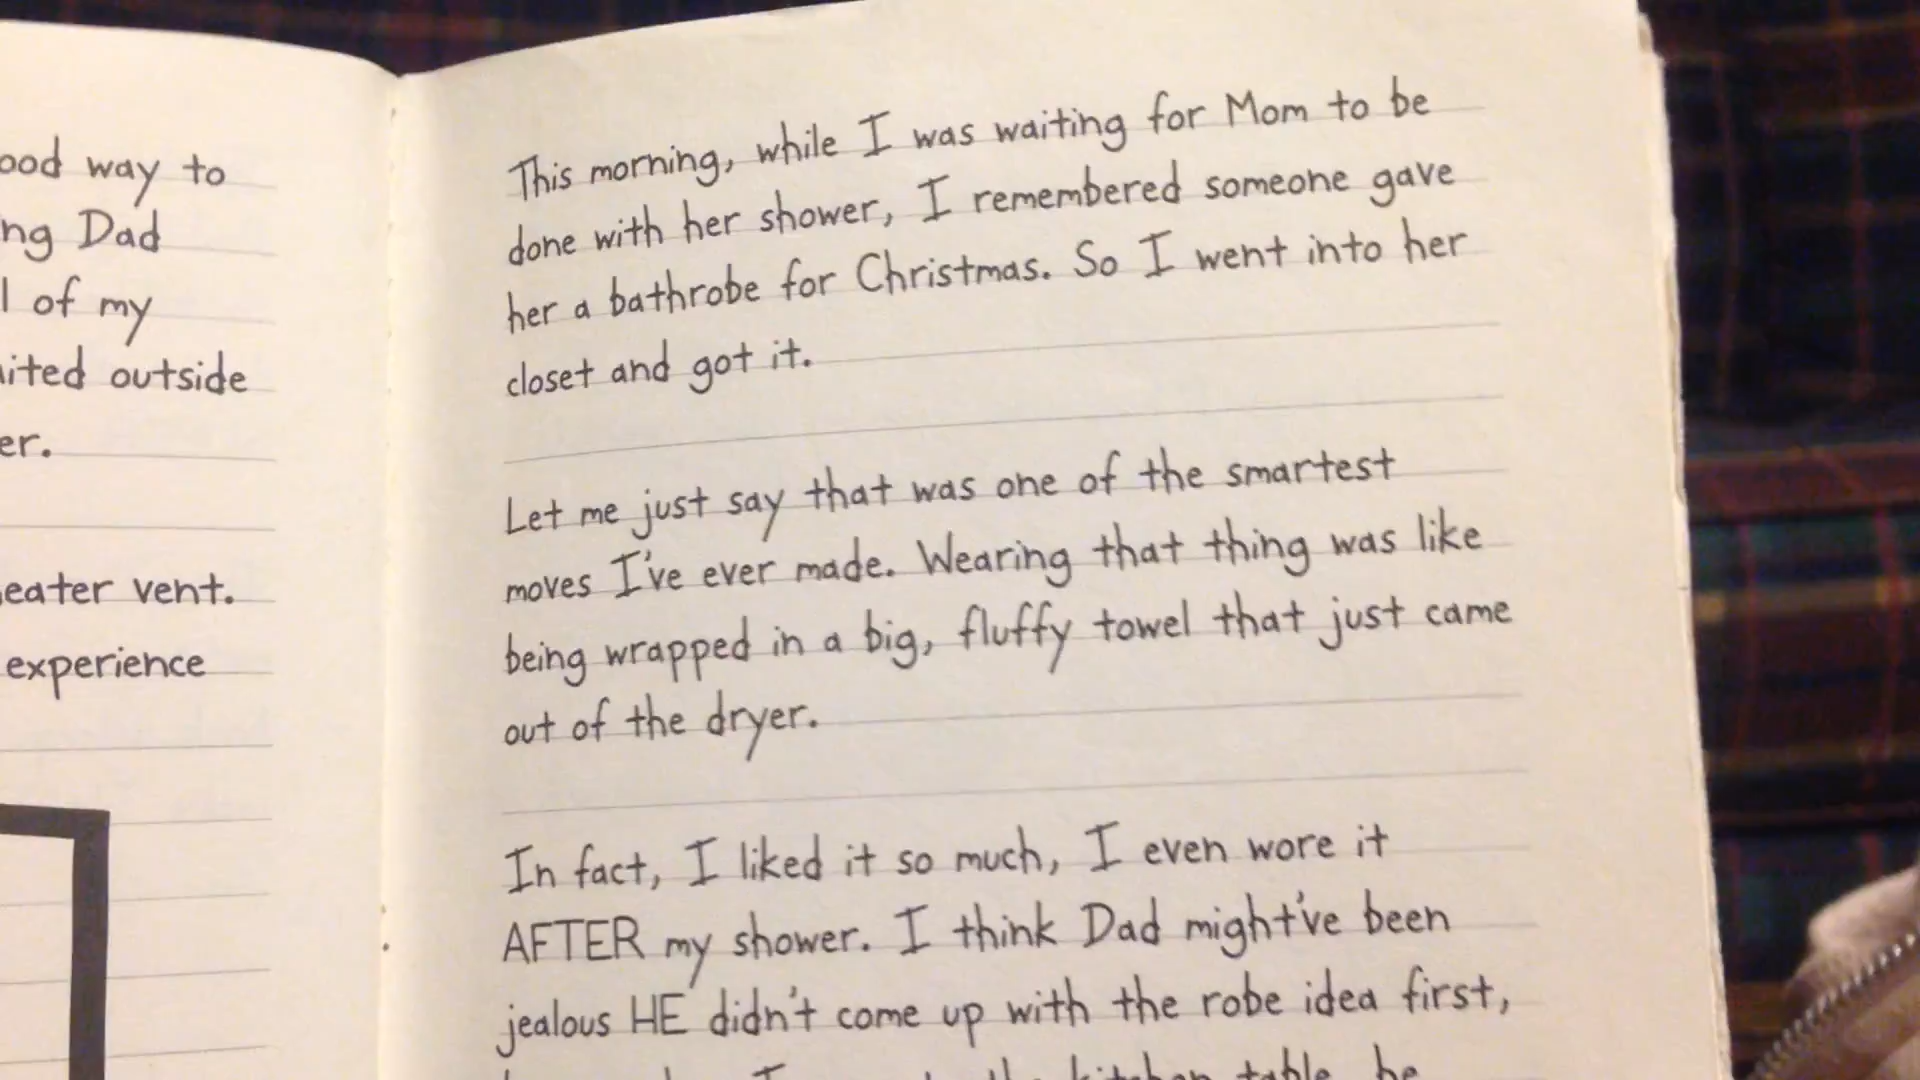 way to
Dad
of my
outside
vent.
experience
This morning, while I was waiting for Mom to be
done with her shower, I remembered someone gave
her a bathrobe for Christmas. So I went into her
closet and got it.
Let me just say that was one of the smartest
moves I've ever made. Wearing that thing was like
being wrapped in a big, fluffy towel that just came
out of the dryer.
In fact, I liked it so much, I even wore it
AFTER my shower. I think Dad might've been
jealous HE didn't come up with the robe idea first,
kitchen table, he